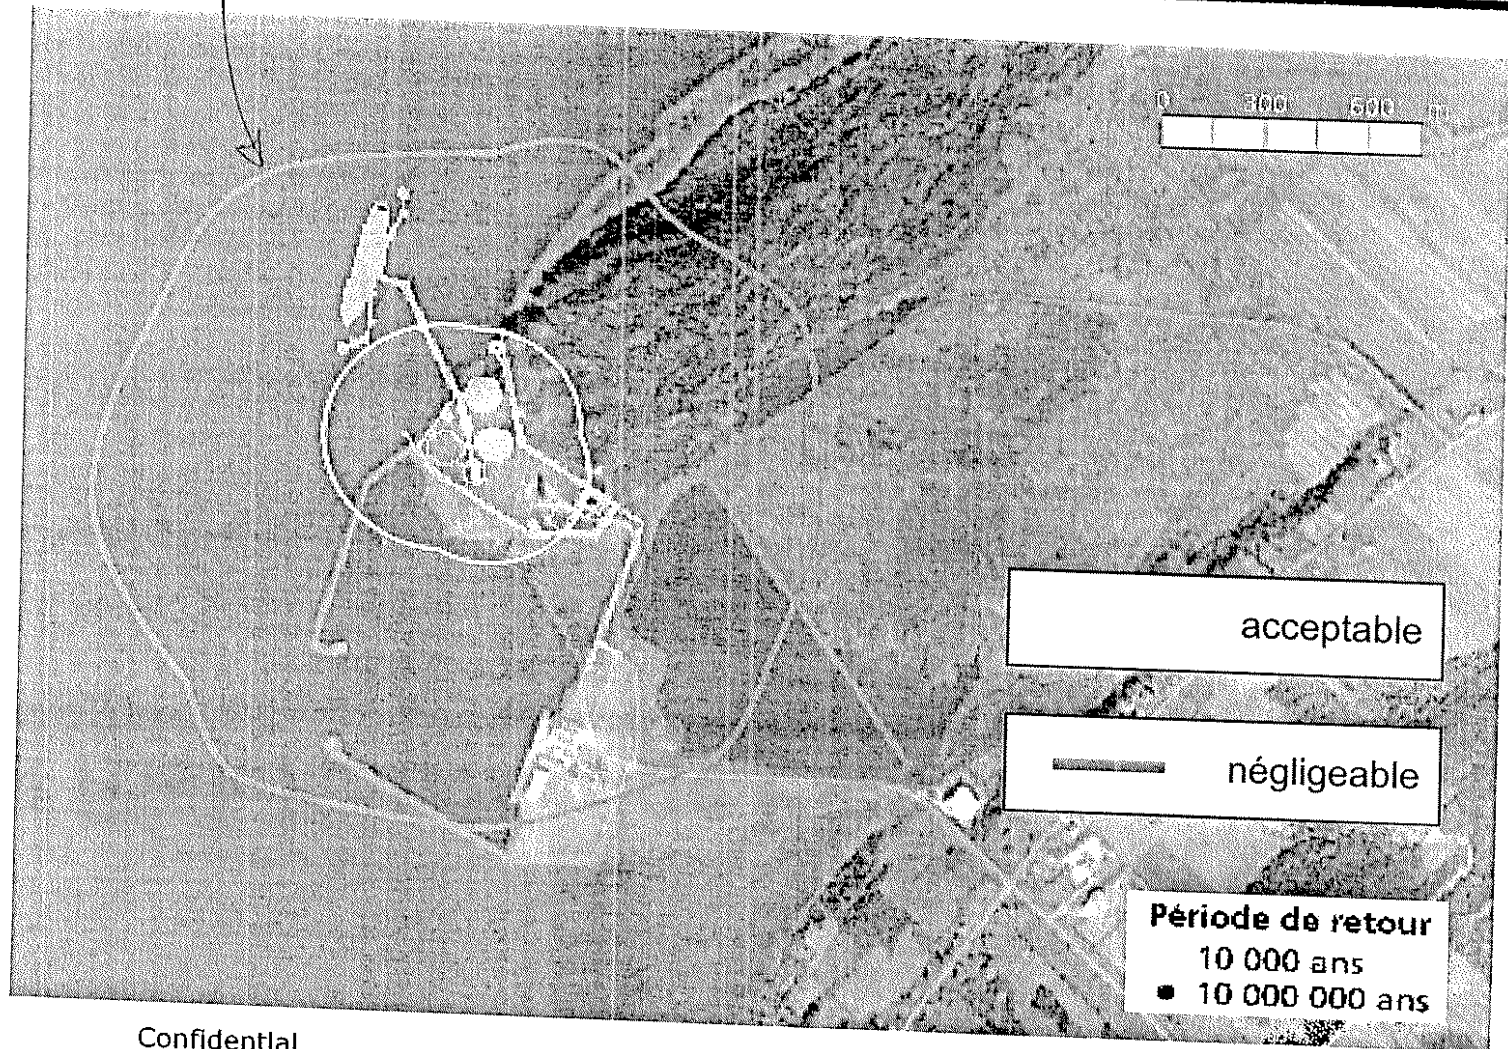 0 300 600 m
acceptable
négligeable
Période de retour
10 000 ans
• 10 000 000 ans
Confidential